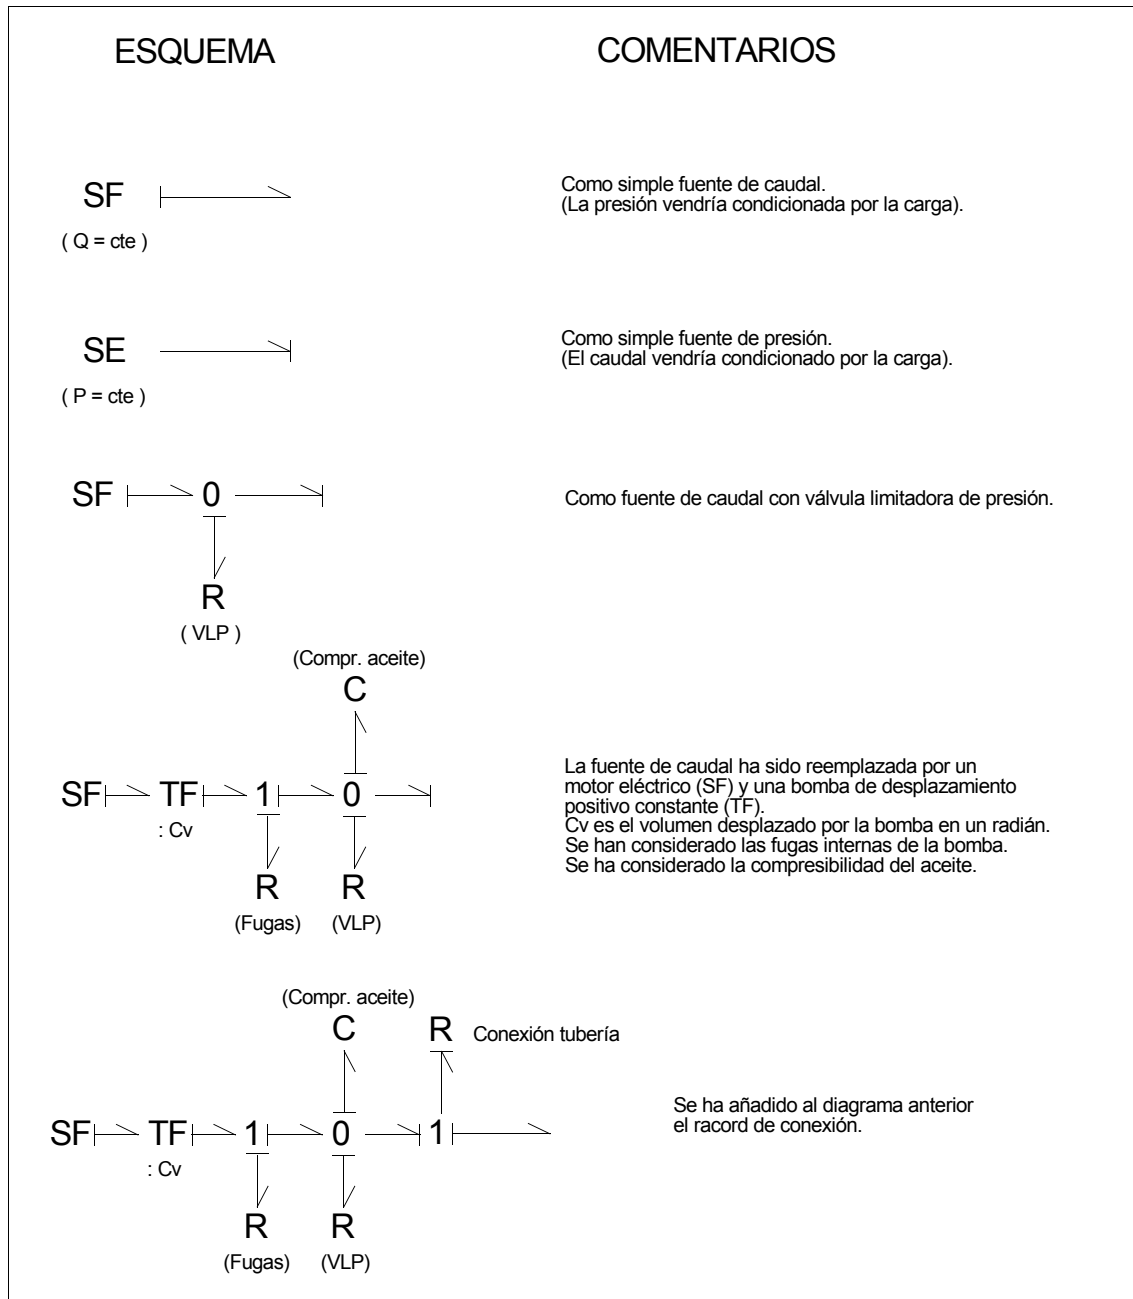 ESQUEMA
COMENTARIOS
SF
( Q = cte )
Como simple fuente de caudal.
(La presión vendría condicionada por la carga).
SE
( P = cte )
Como simple fuente de presión.
(El caudal vendría condicionado por la carga).
SF 0
R
( VLP )
Como fuente de caudal con válvula limitadora de presión.
(Compr. aceite)
C
SF TF 1 0
: Cv
R R
(Fugas) (VLP)
La fuente de caudal ha sido reemplazada por un
motor eléctrico (SF) y una bomba de desplazamiento
positivo constante (TF).
Cv es el volumen desplazado por la bomba en un radián.
Se han considerado las fugas internas de la bomba.
Se ha considerado la compresibilidad del aceite.
(Compr. aceite)
C R Conexión tubería
SF TF 1 0 1
: Cv
R R
(Fugas) (VLP)
Se ha añadido al diagrama anterior
el racord de conexión.